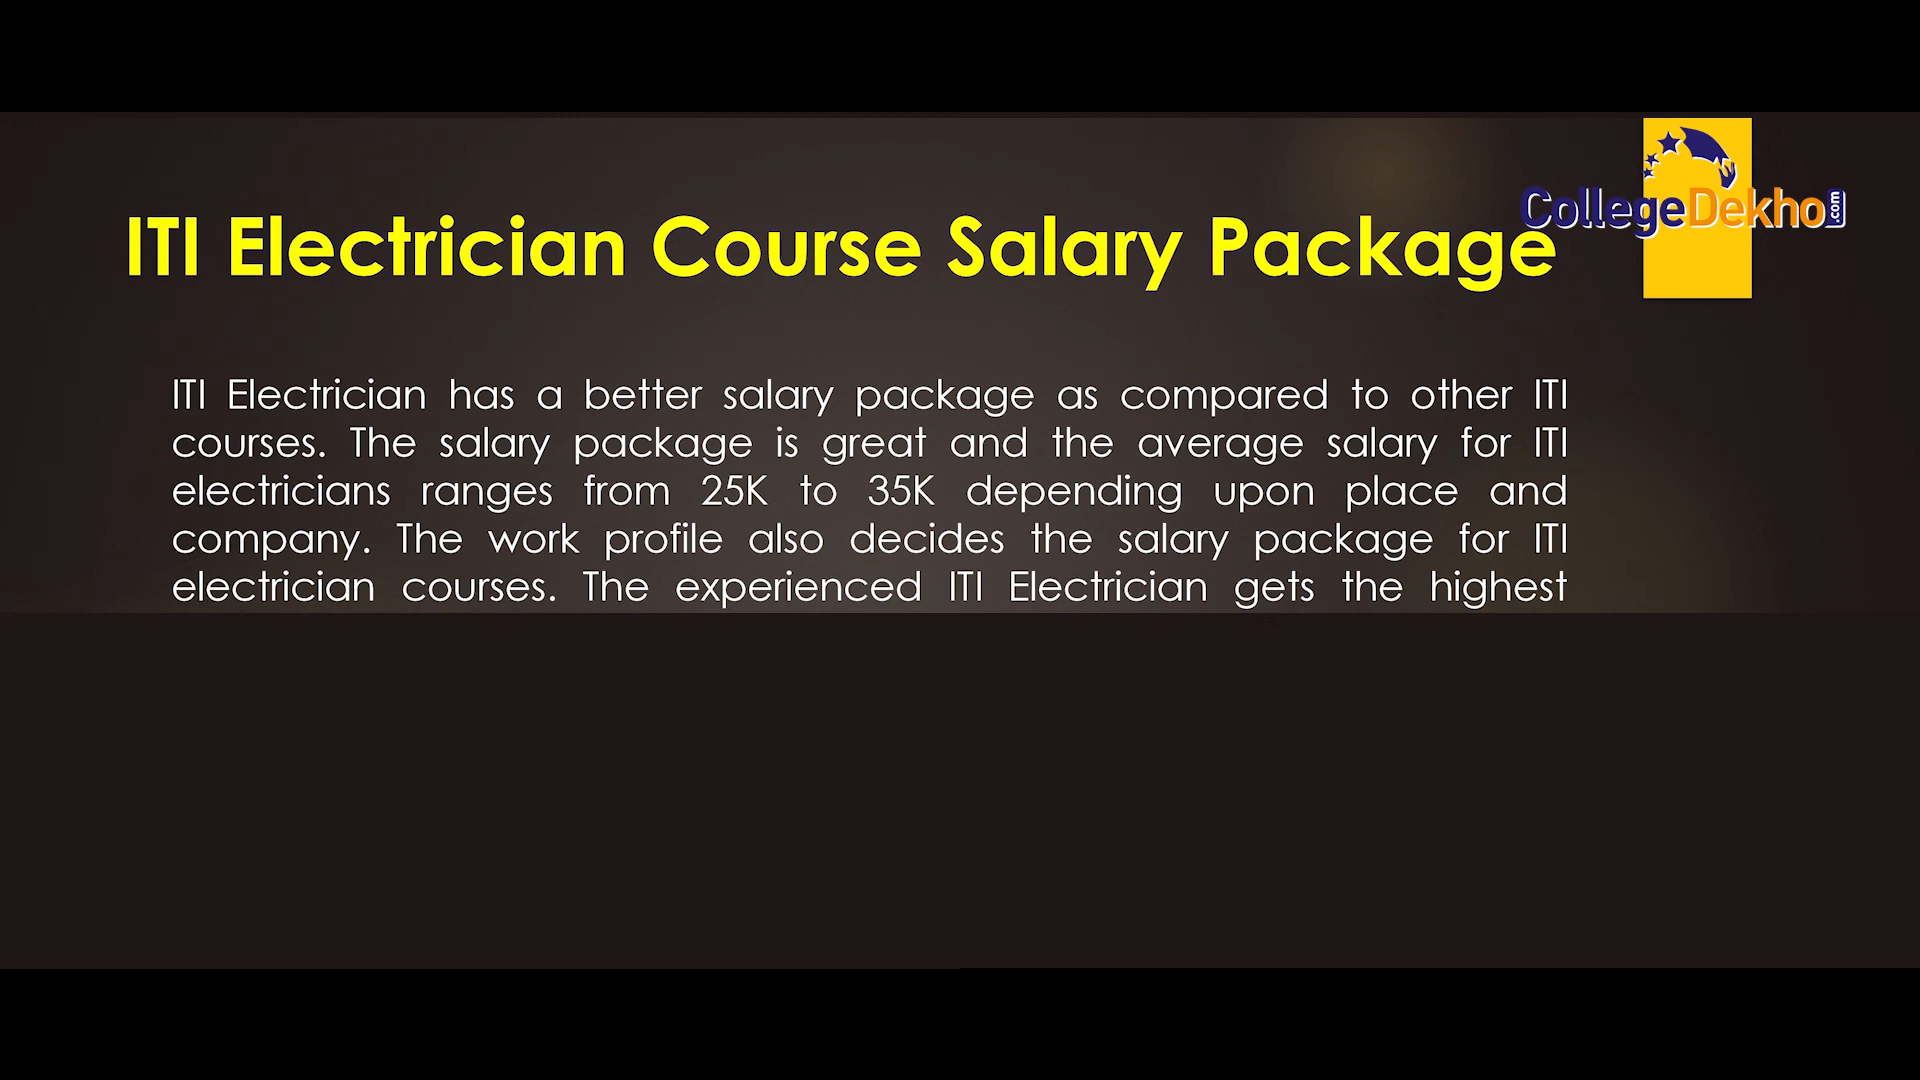 CollegeDekho.com
ITI Electrician Course Salary Package
ITI Electrician has a better salary package as compared to other ITI
courses. The salary package is great and the average salary for ITI
electricians ranges from 25K to 35K depending upon place and
company. The work profile also decides the salary package for ITI
electrician courses. The experienced ITI Electrician gets the highest